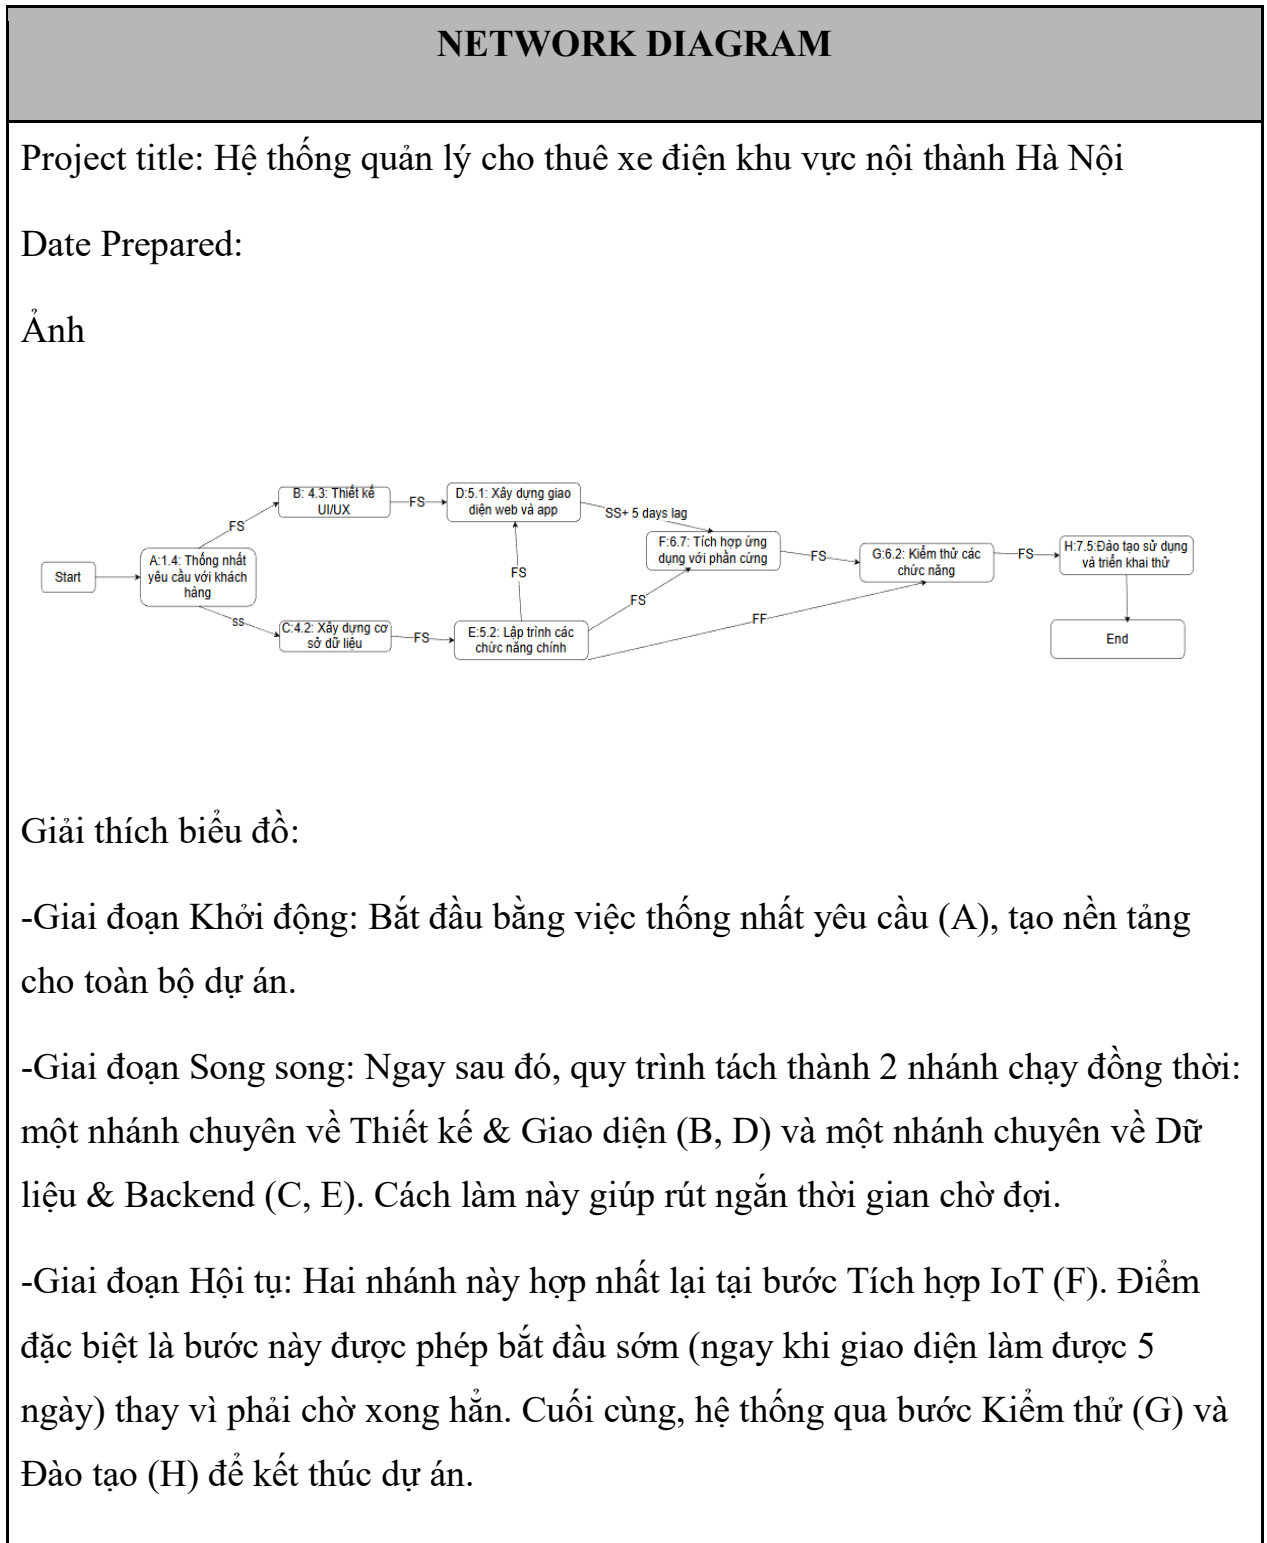 NETWORK DIAGRAM
Project title: Hệ thống quản lý cho thuê xe điện khu vực nội thành Hà Nội
Date Prepared:
Ảnh
Start
A:1.4: Thống nhất
yêu cầu với khách
hàng
FS
ss
B: 4.3: Thiết kế
UI/UX
FS
C:4.2: Xây dựng cơ
sở dữ liệu
FS
D:5.1: Xây dựng giao
diện web và app
FS
E:5.2: Lập trình các
chức năng chính
SS+ 5 days lag
FS
FF
F:6.7: Tích hợp ứng
dụng với phần cứng
FS
G:6.2: Kiểm thử các
chức năng
FS
H:7.5:Đào tạo sử dụng
và triển khai thử
End
Giải thích biểu đồ:
-Giai đoạn Khởi động: Bắt đầu bằng việc thống nhất yêu cầu (A), tạo nền tảng
cho toàn bộ dự án.
-Giai đoạn Song song: Ngay sau đó, quy trình tách thành 2 nhánh chạy đồng thời:
một nhánh chuyên về Thiết kế & Giao diện (B, D) và một nhánh chuyên về Dữ
liệu & Backend (C, E). Cách làm này giúp rút ngắn thời gian chờ đợi.
-Giai đoạn Hội tụ: Hai nhánh này hợp nhất lại tại bước Tích hợp IoT (F). Điểm
đặc biệt là bước này được phép bắt đầu sớm (ngay khi giao diện làm được 5
ngày) thay vì phải chờ xong hẳn. Cuối cùng, hệ thống qua bước Kiểm thử (G) và
Đào tạo (H) để kết thúc dự án.